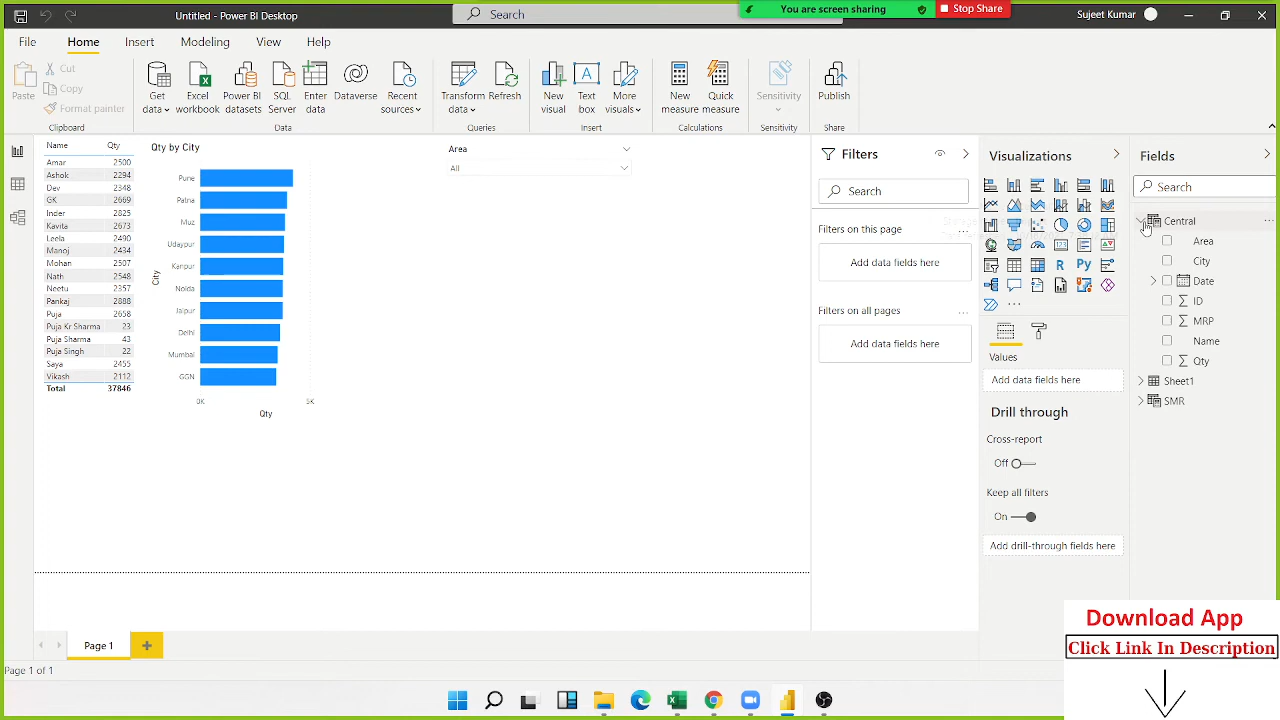 Untitled - Power BI Desktop
Search
You are screen sharing
Stop Share
Sujeet Kumar
File
Home
Insert
Modeling
View
Help
Paste
Cut
Copy
Format painter
Clipboard
Get data
Excel workbook
Power BI datasets
SQL Server
Enter data
Dataverse
Recent sources
Data
Transform data
Refresh
Queries
New visual
Text box
More visuals
Insert
New measure
Quick measure
Calculations
Sensitivity
Sensitivity
Publish
Share
Name Qty
Amar 2500
Ashok 2294
Dev 2348
GK 2669
Inder 2825
Kavita 2673
Leela 2490
Manoj 2434
Mohan 2507
Nath 2548
Neetu 2357
Pankaj 2888
Puja 2658
Puja Kr Sharma 23
Puja Sharma 43
Puja Singh 22
Saya 2455
Vikash 2112
Total 37846
Qty by City
City
Pune
Patna
Muz
Udaypur
Kanpur
Noida
Jaipur
Delhi
Mumbai
GGN
0K 5K
Qty
Area
All
Filters
Search
Filters on this page
Add data fields here
Filters on all pages
Add data fields here
Visualizations
R
Py
Values
Add data fields here
Drill through
Cross-report
Off
Keep all filters
On
Add drill-through fields here
Fields
Search
Central
Area
City
Date
ID
MRP
Name
Qty
Sheet1
SMR
Page 1
Page 1 of 1
Download App
Click Link In Description